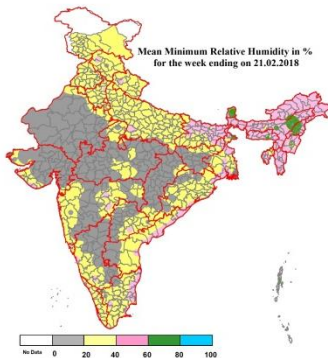 Mean Minimum Relative Humidity in %
for the week ending on 21.02.2018
No Data 0 20 40 60 80 100